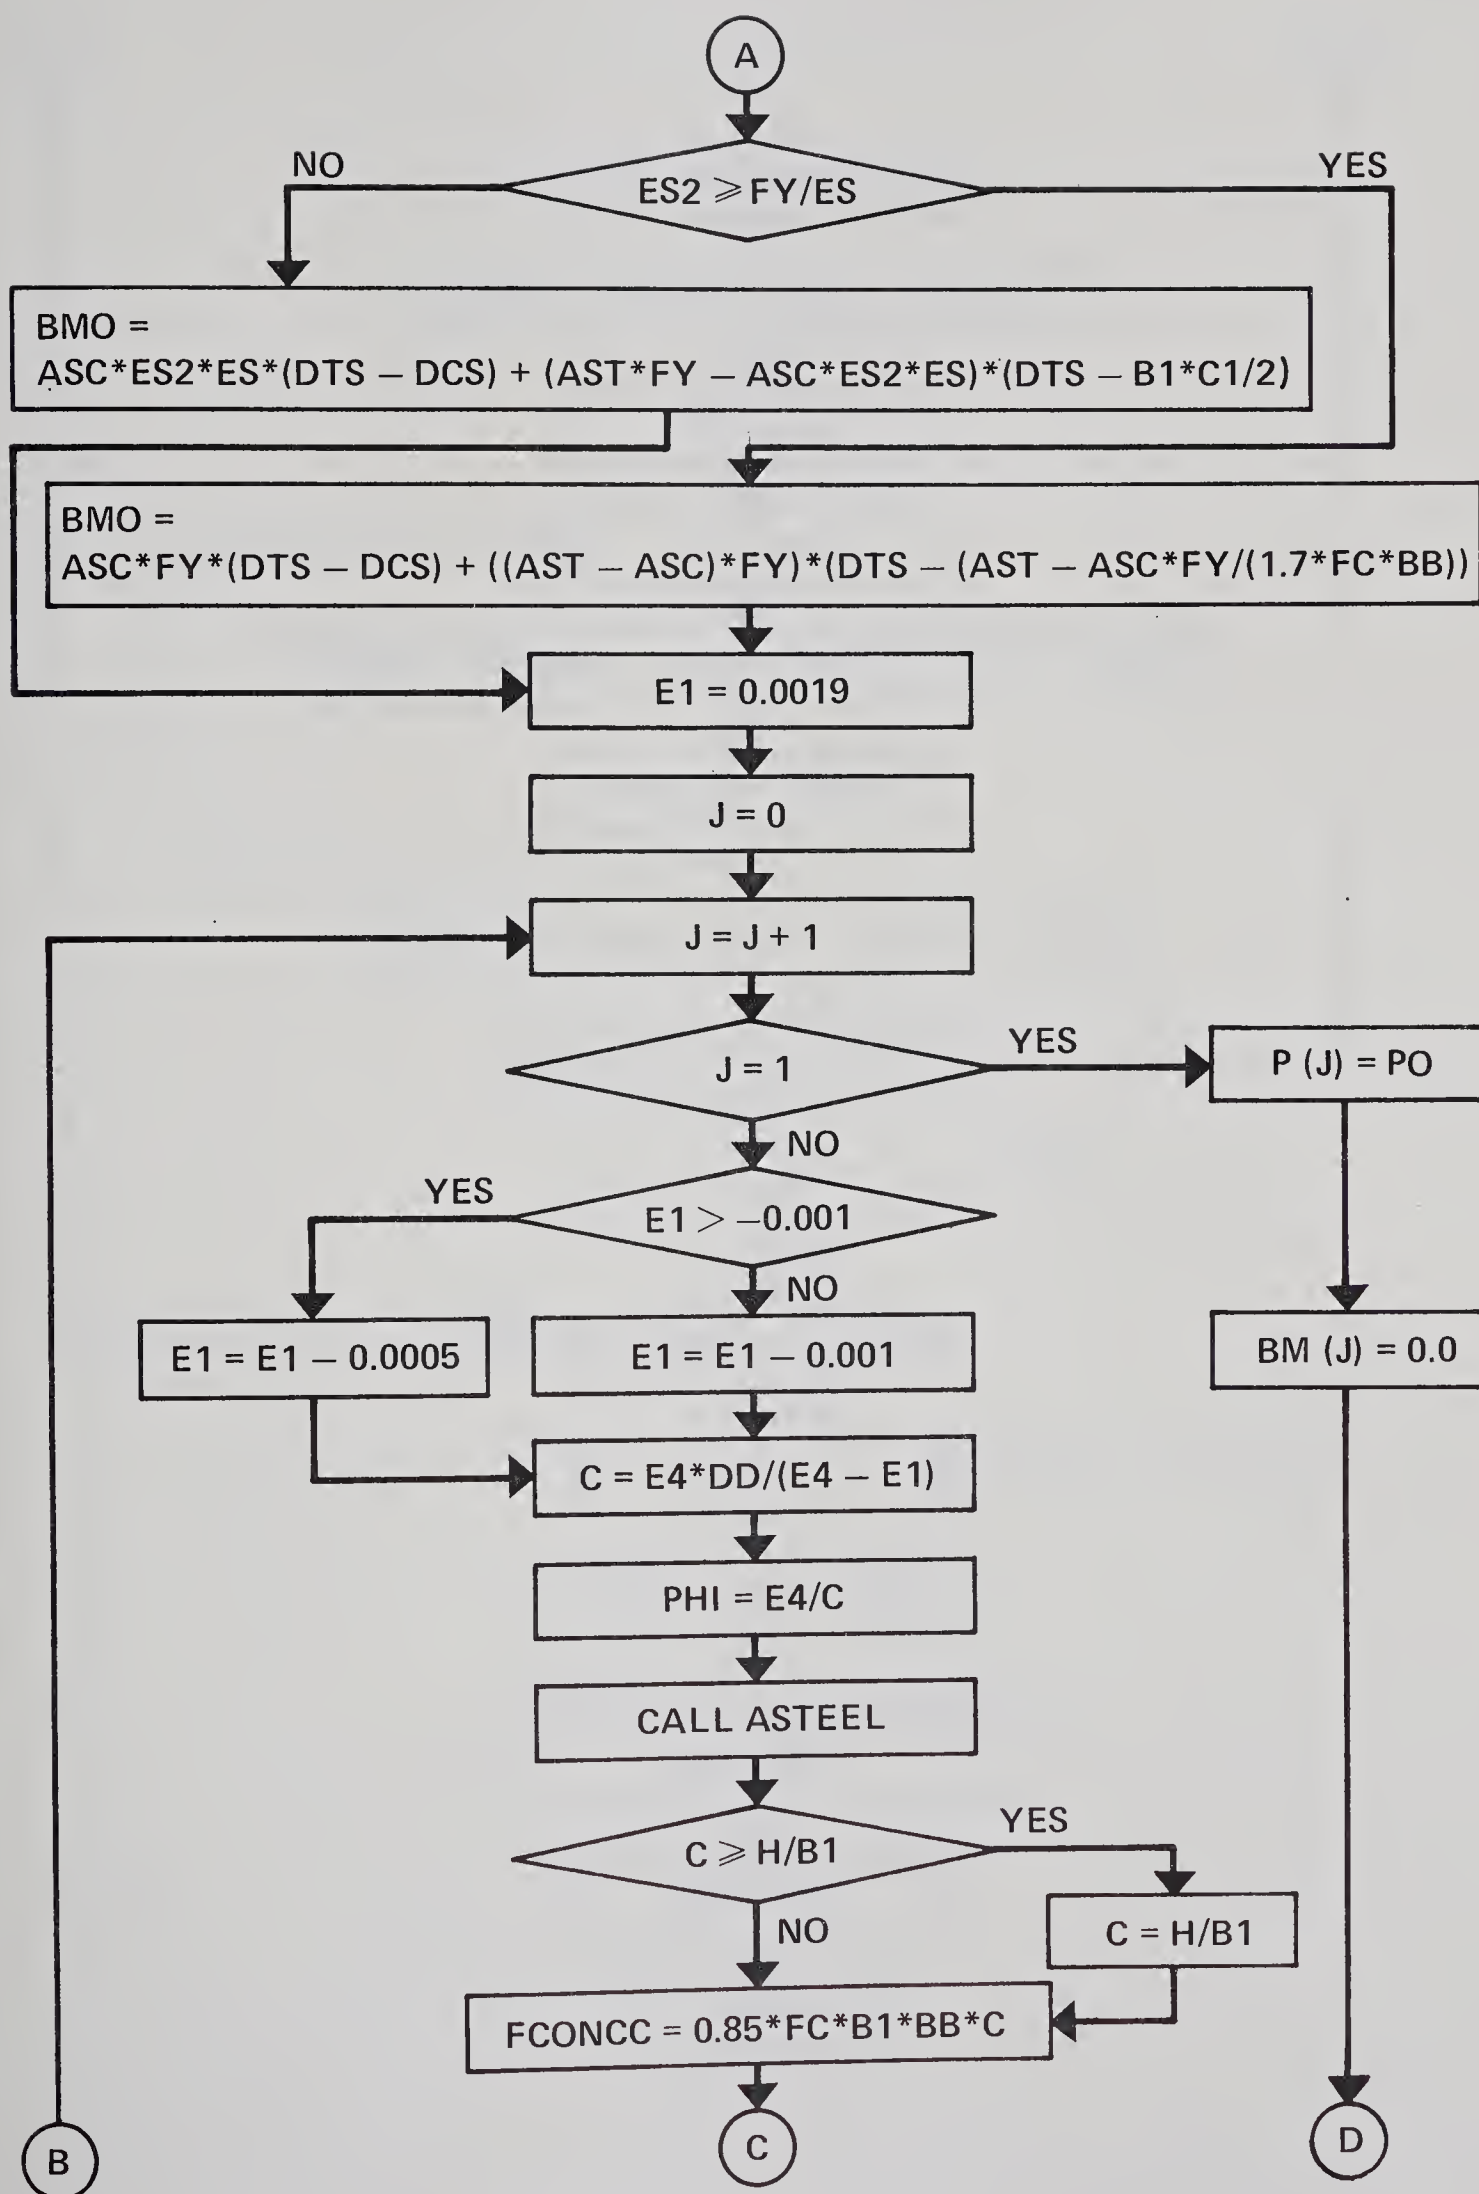 A
NO
YES
ES2 ⩾ FY/ES
BMO =
ASC*ES2*ES*(DTS – DCS) + (AST*FY – ASC*ES2*ES)*(DTS – B1*C1/2)
BMO =
ASC*FY*(DTS – DCS) + ((AST – ASC)*FY)*(DTS – (AST – ASC*FY/(1.7*FC*BB))
E1 = 0.0019
J = 0
J = J + 1
J = 1
YES
P (J) = PO
NO
YES
E1 > –0.001
NO
E1 = E1 – 0.0005
E1 = E1 – 0.001
BM (J) = 0.0
C = E4*DD/(E4 – E1)
PHI = E4/C
CALL ASTEEL
C ⩾ H/B1
YES
NO
C = H/B1
FCONCC = 0.85*FC*B1*BB*C
B
C
D